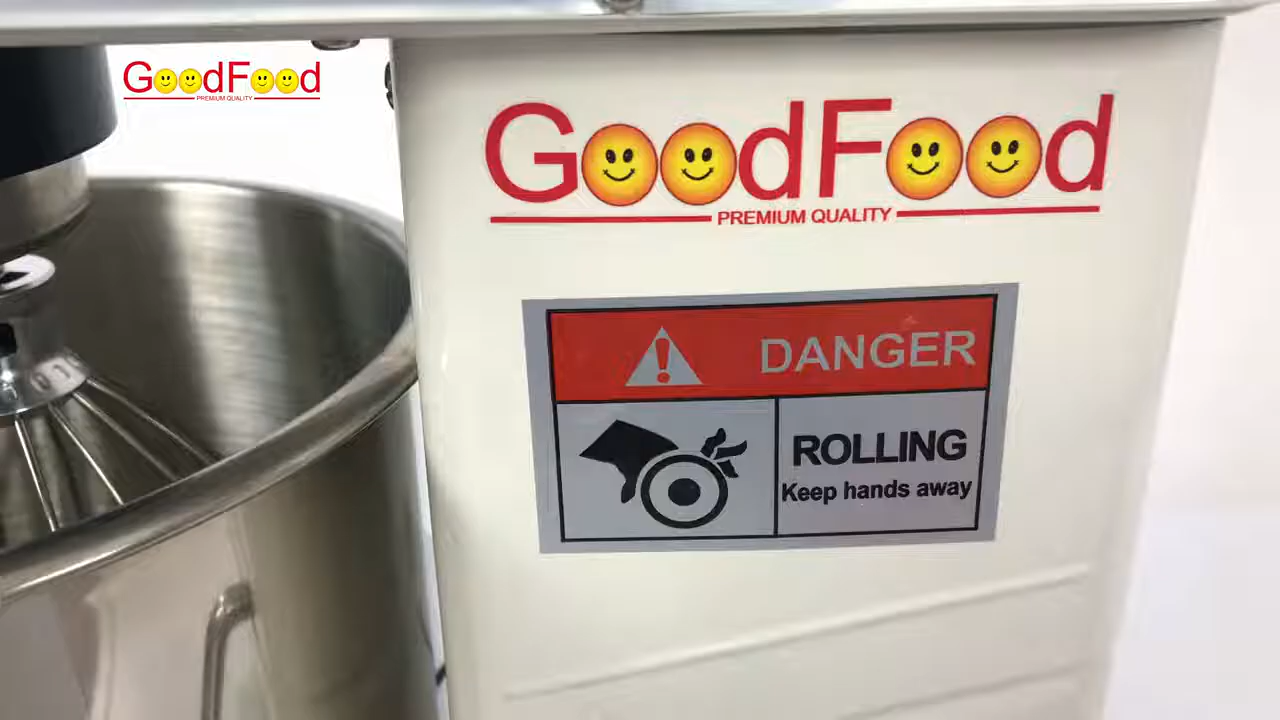 GoodFood
PREMIUM QUALITY
GoodFood
PREMIUM QUALITY
DANGER
ROLLING
Keep hands away